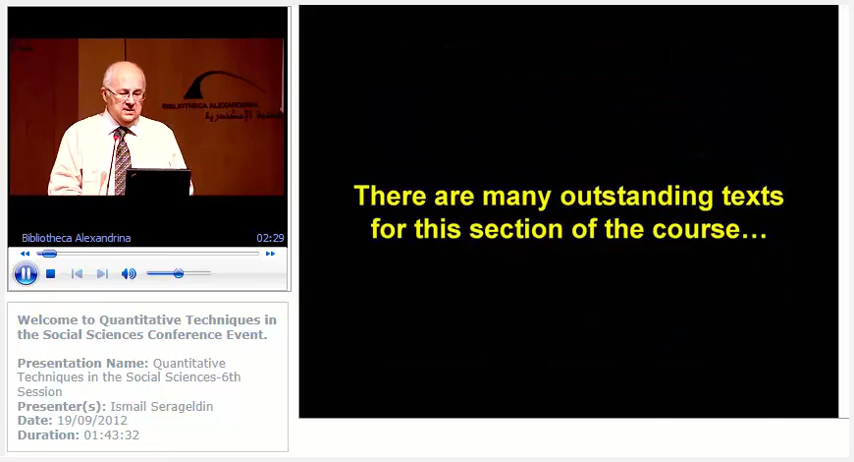 BIBLIOTHECA ALEXANDRINA
Bibliotheca Alexandrina 02:29
There are many outstanding texts
for this section of the course...
Welcome to Quantitative Techniques in
the Social Sciences Conference Event.
Presentation Name: Quantitative
Techniques in the Social Sciences-6th
Session
Presenter(s): Ismail Serageldin
Date: 19/09/2012
Duration: 01:43:32